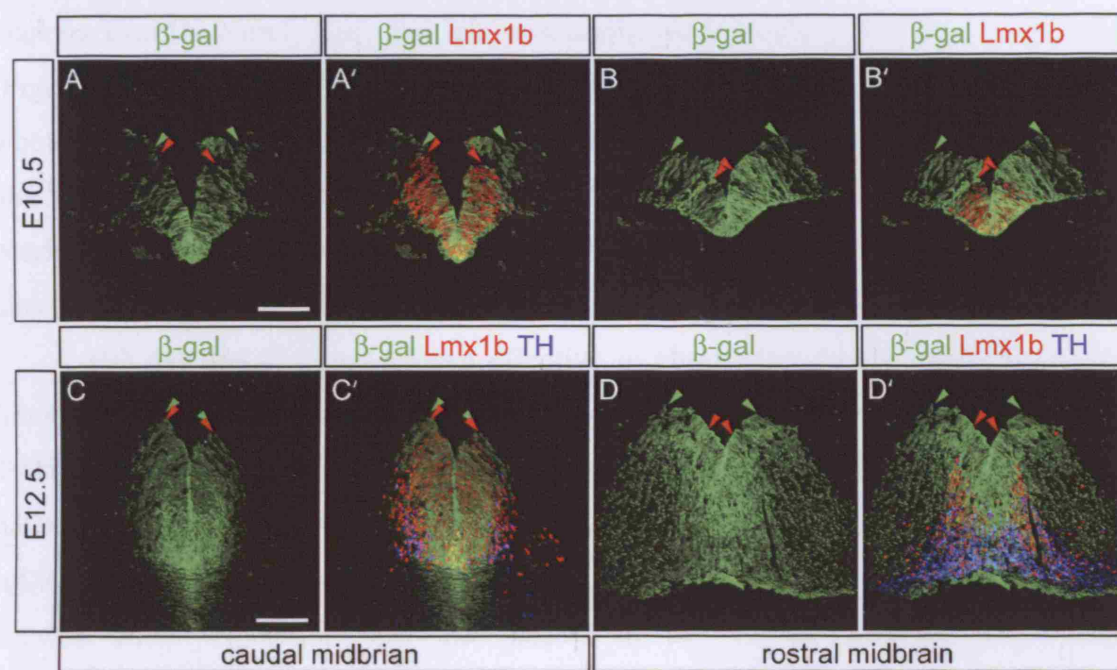 β-gal
β-gal Lmx1b
β-gal
β-gal Lmx1b
E10.5
A
A'
B
B'
β-gal
β-gal Lmx1b TH
β-gal
β-gal Lmx1b TH
E12.5
C
C'
D
D'
caudal midbrian
rostral midbrain